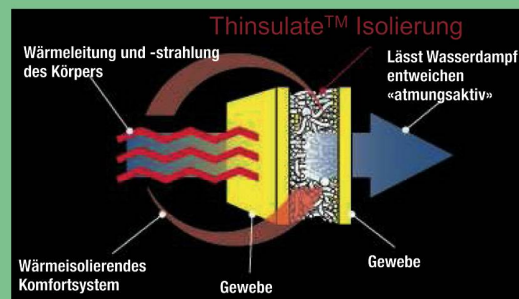 Thinsulate™ Isolierung
Wärmeleitung und -strahlung
des Körpers
Lässt Wasserdampf
entweichen
«atmungsaktiv»
Wärmeisolierendes
Komfortsystem
Gewebe
Gewebe